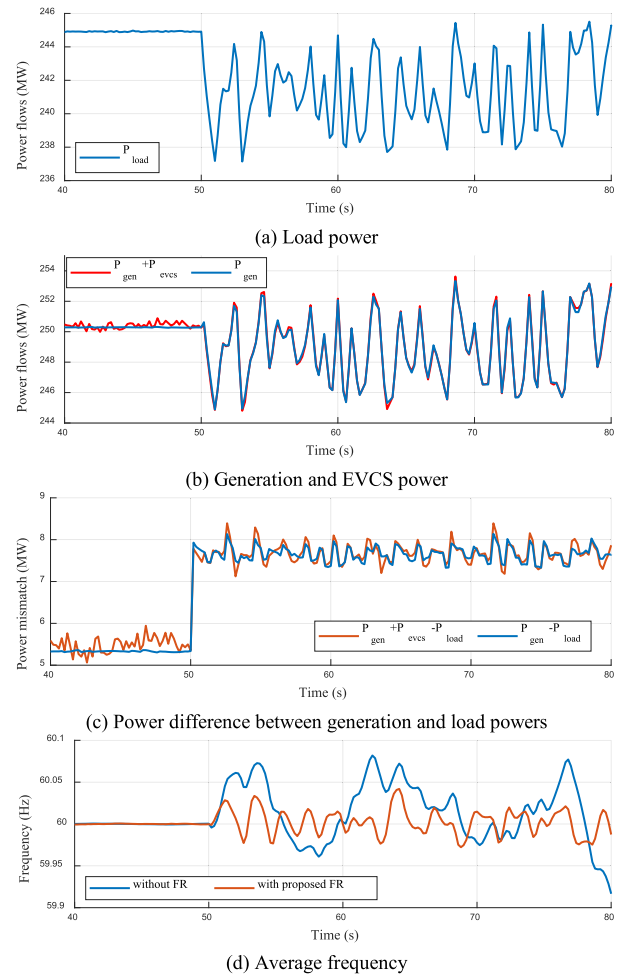 246
244
242
240
238
236
Power flows (MW)
P load
40 50 60 70 80
Time (s)
(a) Load power
P gen +P evcs P gen
254
252
250
248
246
244
Power flows (MW)
40 50 60 70 80
Time (s)
(b) Generation and EVCS power
9
8
7
6
5
Power mismatch (MW)
P gen +P evcs -P load P gen -P load
40 50 60 70 80
Time (s)
(c) Power difference between generation and load powers
60.1
60.05
60
59.95
59.9
Frequency (Hz)
without FR with proposed FR
40 50 60 70 80
Time (s)
(d) Average frequency